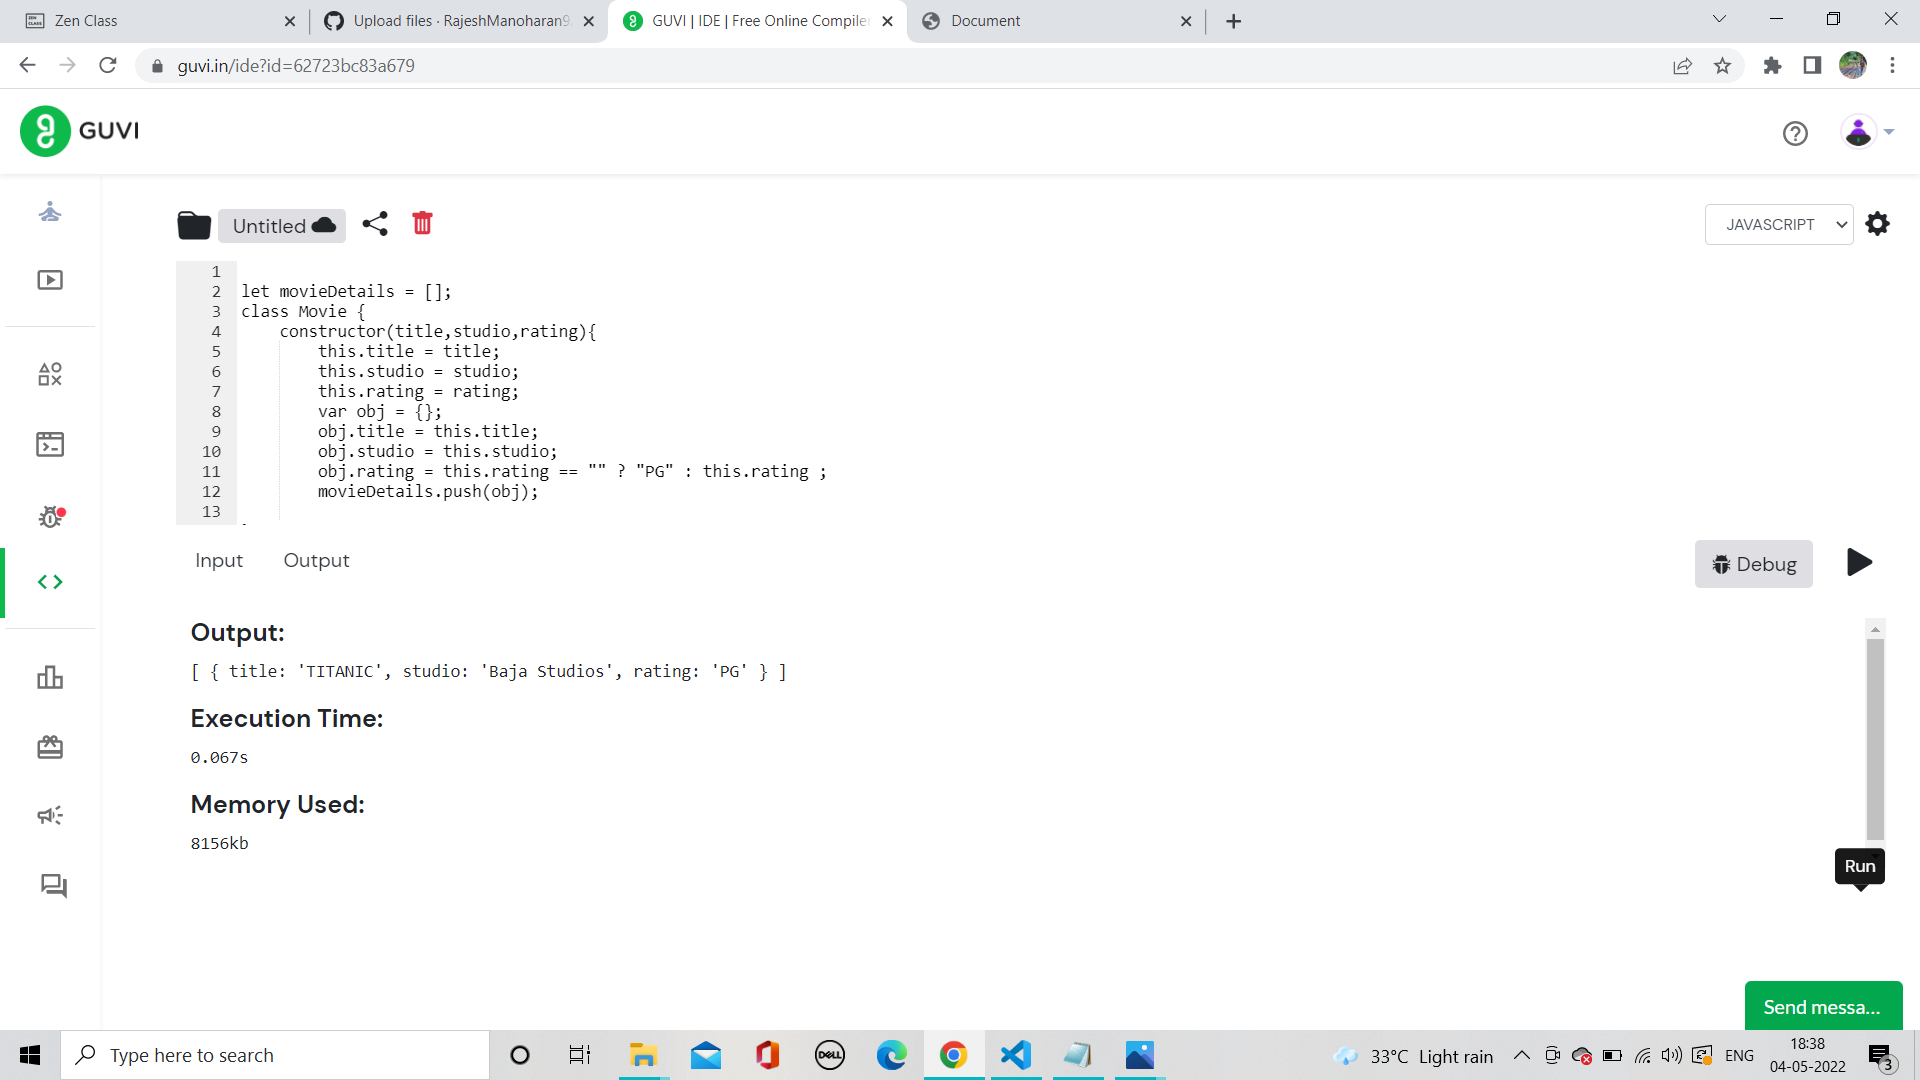 Zen Class
Upload files · RajeshManoharan9
GUVI | IDE | Free Online Compiler
Document
guvi.in/ide?id=62723bc83a679
GUVI
Untitled
JAVASCRIPT
1
2 let movieDetails = [];
3 class Movie {
4 constructor(title,studio,rating){
5 this.title = title;
6 this.studio = studio;
7 this.rating = rating;
8 var obj = {};
9 obj.title = this.title;
10 obj.studio = this.studio;
11 obj.rating = this.rating == "" ? "PG" : this.rating ;
12 movieDetails.push(obj);
13
Input Output
Debug
Output:
[ { title: 'TITANIC', studio: 'Baja Studios', rating: 'PG' } ]
Execution Time:
0.067s
Memory Used:
8156kb
Run
Send messa...
Type here to search
DELL
33°C Light rain
ENG
18:38
04-05-2022
3